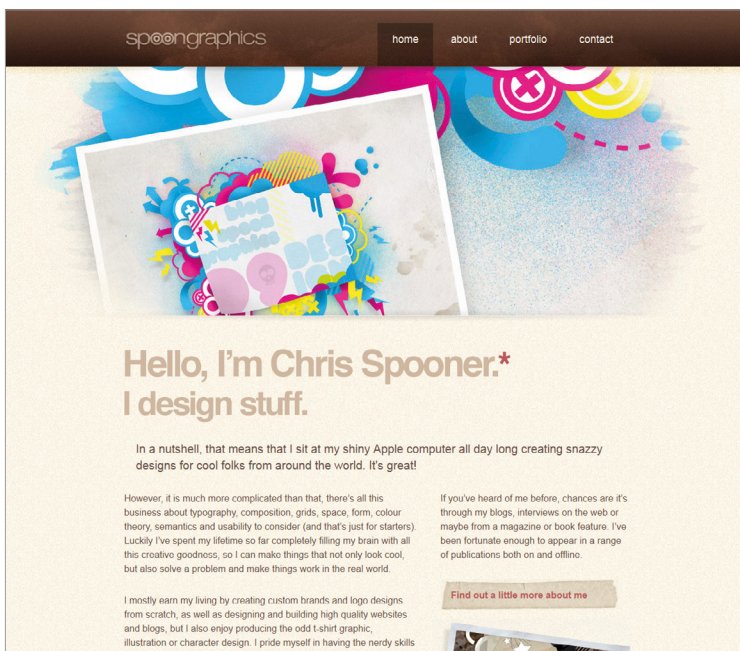 spoongraphics
home about portfolio contact
Hello, I'm Chris Spooner.*
I design stuff.
In a nutshell, that means that I sit at my shiny Apple computer all day long creating snazzy
designs for cool folks from around the world. It's great!
However, it is much more complicated than that, there's all this
business about typography, composition, grids, space, form, colour
theory, semantics and usability to consider (and that's just for starters).
Luckily I've spent my lifetime so far completely filling my brain with all
this creative goodness, so I can make things that not only look cool,
but also solve a problem and make things work in the real world.
I mostly earn my living by creating custom brands and logo designs
from scratch, as well as designing and building high quality websites
and blogs, but I also enjoy producing the odd t-shirt graphic,
illustration or character design. I pride myself in having the nerdy skills
If you've heard of me before, chances are it's
through my blogs, interviews on the web or
maybe from a magazine or book feature. I've
been fortunate enough to appear in a range
of publications both on and offline.
Find out a little more about me